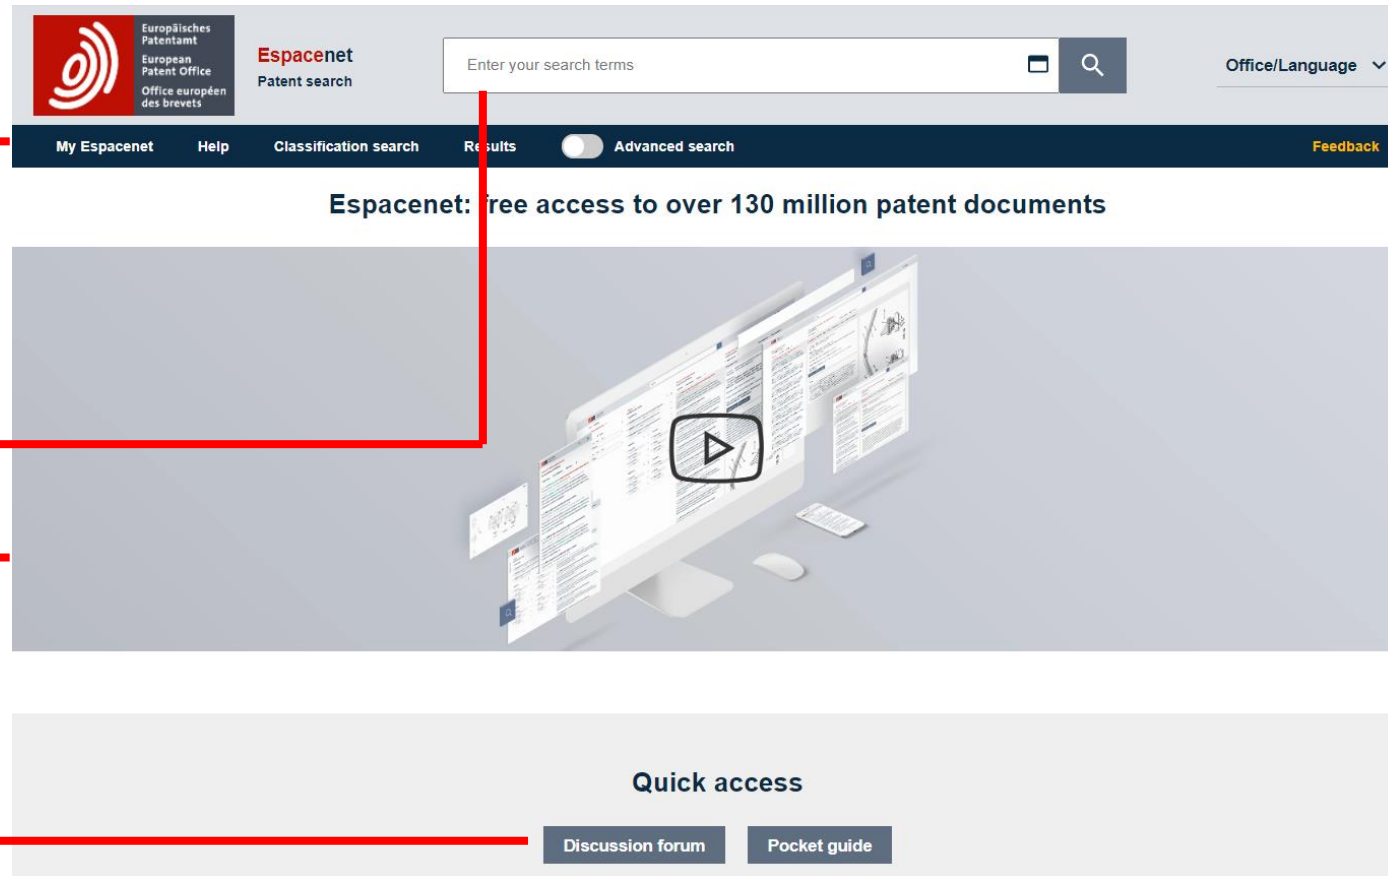 Europäisches
Patentamt
European
Patent Office
Office européen
des brevets
Espacenet
Patent search
Enter your search terms
Office/Language
My Espacenet Help Classification search Results Advanced search Feedback
Espacenet: free access to over 130 million patent documents
Quick access
Discussion forum Pocket guide